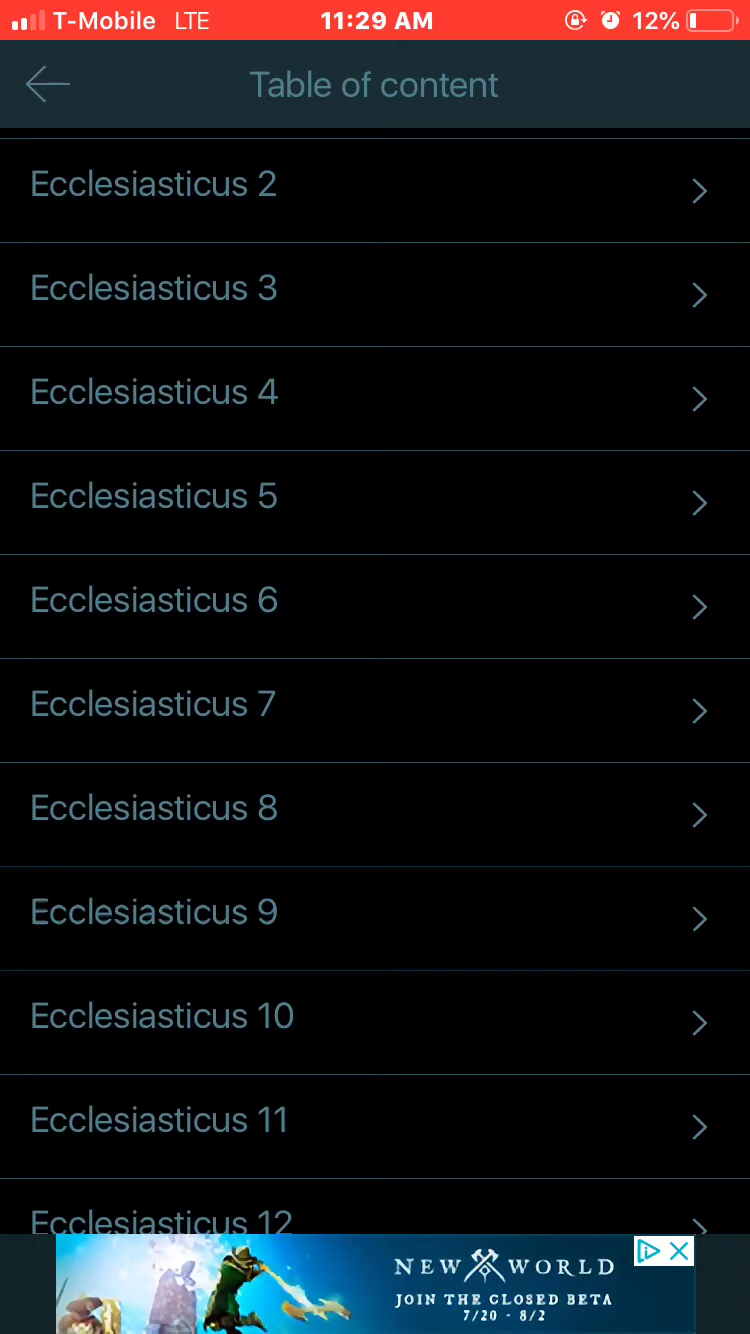 T-Mobile LTE 11:29 AM 12%
Table of content
Ecclesiasticus 2
Ecclesiasticus 3
Ecclesiasticus 4
Ecclesiasticus 5
Ecclesiasticus 6
Ecclesiasticus 7
Ecclesiasticus 8
Ecclesiasticus 9
Ecclesiasticus 10
Ecclesiasticus 11
Ecclesiasticus 12
NEW WORLD
JOIN THE CLOSED BETA
7/20 - 8/2